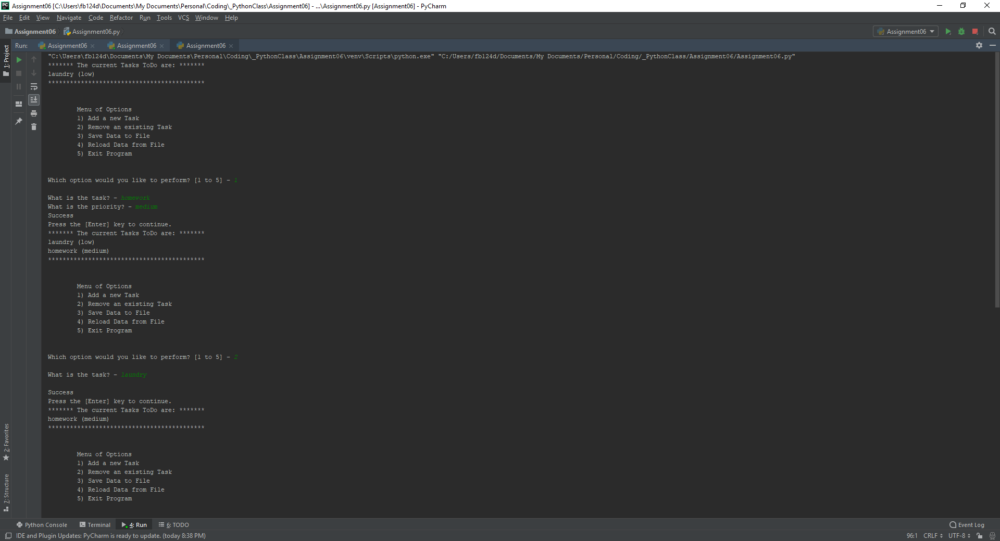 Assignment06 [C:\Users\fb124d\Documents\My Documents\Personal\Coding\_PythonClass\Assignment06] - ...\Assignment06.py [Assignment06] - PyCharm
File Edit View Navigate Code Refactor Run Tools VCS Window Help
Assignment06 Assignment06.py Assignment06
Run: Assignment06 Assignment06 Assignment06
1: Project
"C:\Users\fb124d\Documents\My Documents\Personal\Coding\_PythonClass\Assignment06\venv\Scripts\python.exe" "C:/Users/fb124d/Documents/My Documents/Personal/Coding/_PythonClass/Assignment06/Assignment06.py"
******* The current Tasks ToDo are: *******
laundry (low)
*******************************************
Menu of Options
1) Add a new Task
2) Remove an existing Task
3) Save Data to File
4) Reload Data from File
5) Exit Program
Which option would you like to perform? [1 to 5] - 1
What is the task? - homework
What is the priority? - medium
Success
Press the [Enter] key to continue.
******* The current Tasks ToDo are: *******
laundry (low)
homework (medium)
*******************************************
Menu of Options
1) Add a new Task
2) Remove an existing Task
3) Save Data to File
4) Reload Data from File
5) Exit Program
Which option would you like to perform? [1 to 5] - 2
What is the task? - laundry
Success
Press the [Enter] key to continue.
******* The current Tasks ToDo are: *******
homework (medium)
*******************************************
Menu of Options
1) Add a new Task
2) Remove an existing Task
3) Save Data to File
4) Reload Data from File
5) Exit Program
2: Favorites
7: Structure
Python Console Terminal 4: Run 6: TODO Event Log
IDE and Plugin Updates: PyCharm is ready to update. (today 8:38 PM) 96:1 CRLF UTF-8